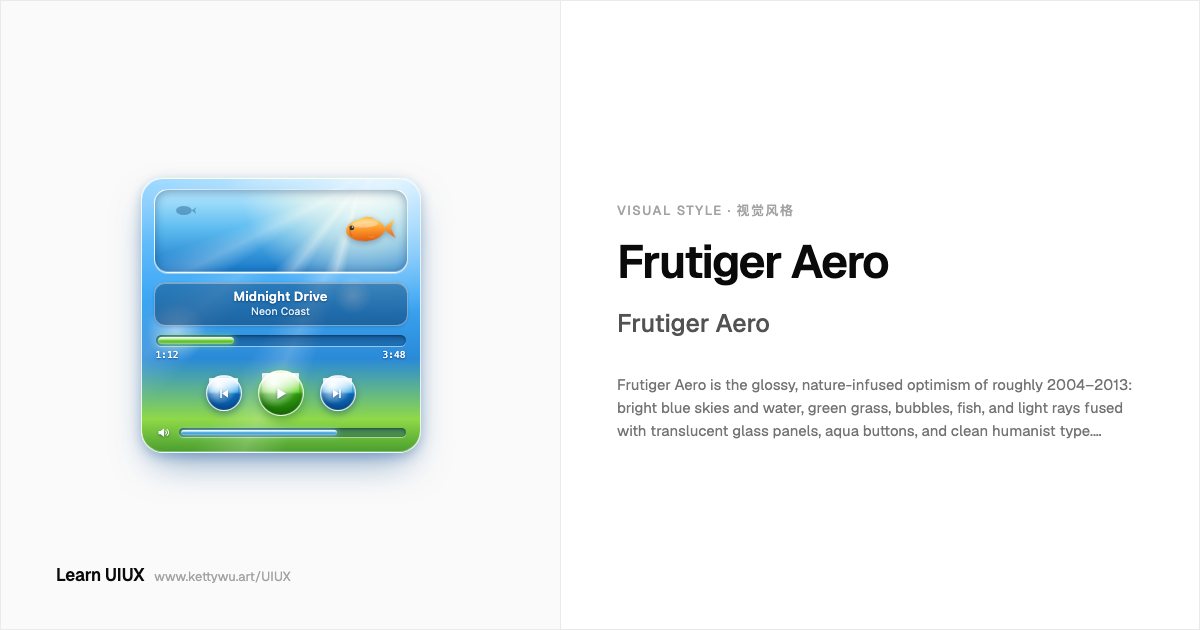 Midnight Drive
Neon Coast
1:12 3:48
Learn UIUX www.kettywu.art/UIUX
VISUAL STYLE · 视觉风格
Frutiger Aero
Frutiger Aero
Frutiger Aero is the glossy, nature-infused optimism of roughly 2004–2013:
bright blue skies and water, green grass, bubbles, fish, and light rays fused
with translucent glass panels, aqua buttons, and clean humanist type.…